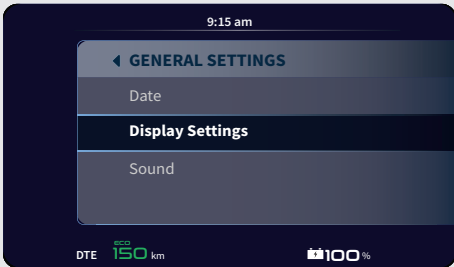 9:15 am
GENERAL SETTINGS
Date
Display Settings
Sound
DTE ECO 150 km 100 %